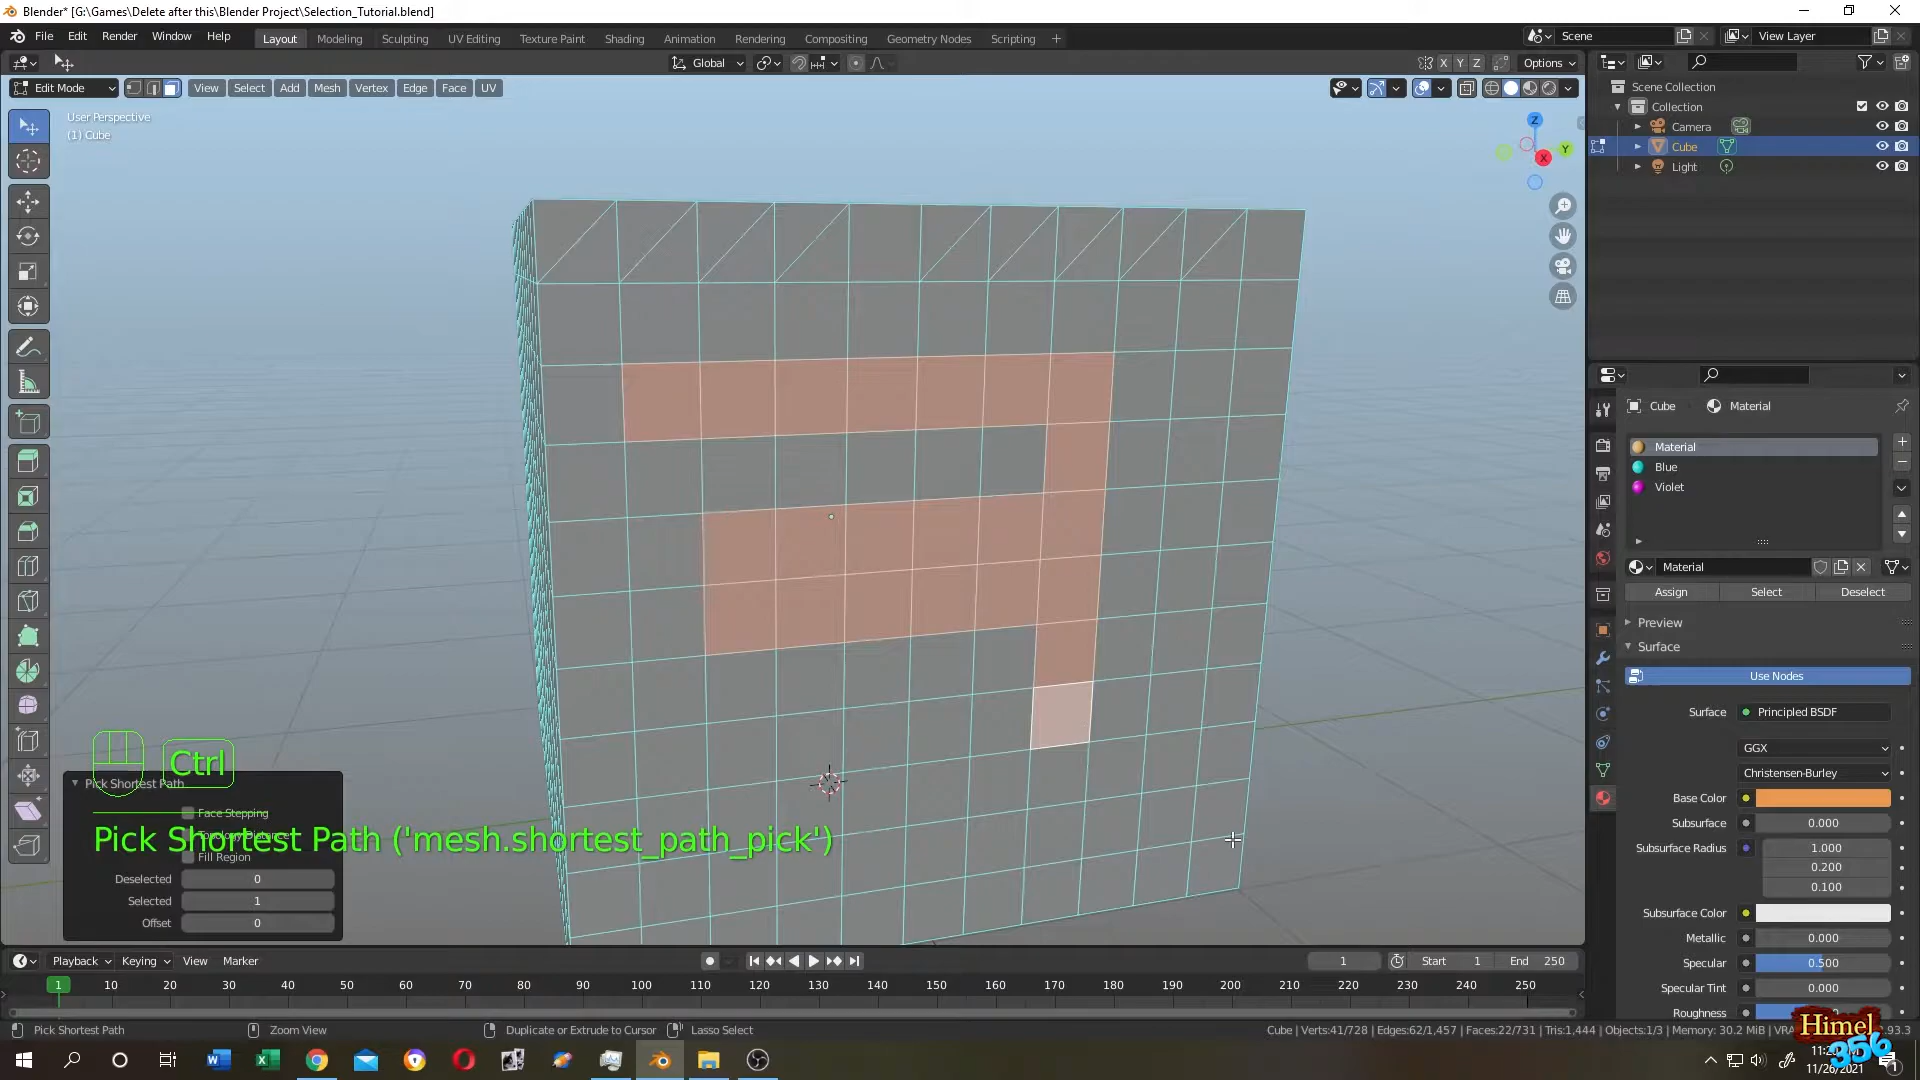 Blender* [G:\Games\Delete after this\Blender Project\Selection_Tutorial.blend]
File Edit Render Window Help Layout Modeling Sculpting UV Editing Texture Paint Shading Animation Rendering Compositing Geometry Nodes Scripting + Scene View Layer
Global X Y Z Options
Edit Mode View Select Add Mesh Vertex Edge Face UV
User Perspective
(1) Cube
Z
Y
X
Scene Collection
Collection
Camera
Cube
Light
Cube Material
Material
Blue
Violet
Material
Assign Select Deselect
Preview
Surface
Use Nodes
Surface Principled BSDF
GGX
Christensen-Burley
Base Color
Subsurface 0.000
Subsurface Radius 1.000
0.200
0.100
Subsurface Color
Metallic 0.000
Specular 0.500
Specular Tint 0.000
Roughness
Ctrl
Pick Shortest Path
Face Stepping
Pick Shortest Path ('mesh.shortest_path_pick')
Fill Region
Deselected 0
Selected 1
Offset 0
Playback Keying View Marker 1 Start 1 End 250
1 10 20 30 40 50 60 70 80 90 100 110 120 130 140 150 160 170 180 190 200 210 220 230 240 250
Pick Shortest Path Zoom View Duplicate or Extrude to Cursor Lasso Select Cube | Verts:41/728 | Edges:62/1,457 | Faces:22/731 | Tris:1,444 | Objects:1/3 | Memory: 30.2 MiB
Himel
356
11/26/2021